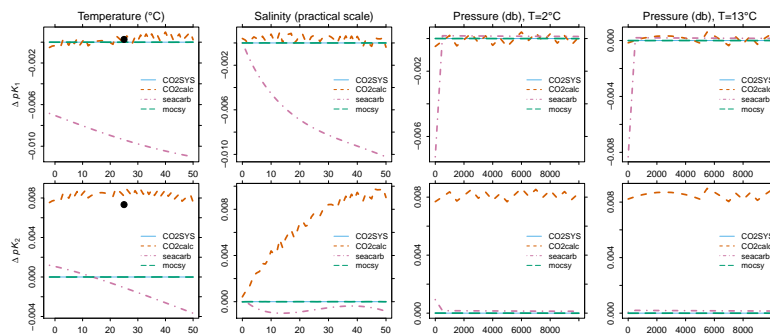 Temperature (°C)
Salinity (practical scale)
Pressure (db), T=2°C
Pressure (db), T=13°C
Δ pK1
−0.002
−0.006
−0.010
CO2SYS
CO2calc
seacarb
mocsy
0 10 20 30 40 50
−0.002
−0.006
−0.010
CO2SYS
CO2calc
seacarb
mocsy
0 10 20 30 40 50
−0.002
−0.004
−0.006
CO2SYS
CO2calc
seacarb
mocsy
0 2000 4000 6000 8000
0.000
−0.004
−0.008
CO2SYS
CO2calc
seacarb
mocsy
0 2000 4000 6000 8000
Δ pK2
0.008
0.004
0.000
−0.004
CO2SYS
CO2calc
seacarb
mocsy
0 10 20 30 40 50
0.008
0.004
0.000
CO2SYS
CO2calc
seacarb
mocsy
0 10 20 30 40 50
0.008
0.004
0.000
CO2SYS
CO2calc
seacarb
mocsy
0 2000 4000 6000 8000
0.008
0.004
0.000
CO2SYS
CO2calc
seacarb
mocsy
0 2000 4000 6000 8000